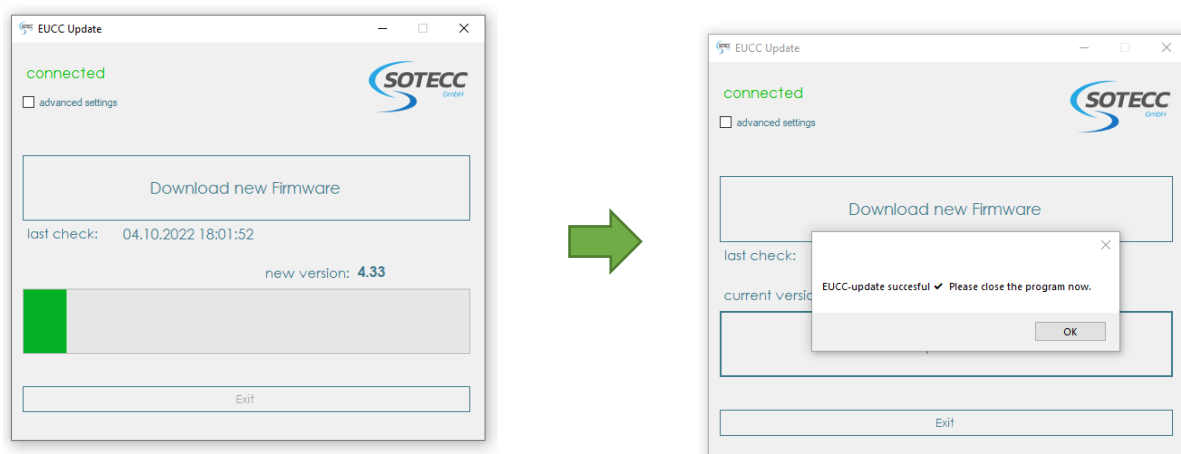 EUCC Update
connected
SOTECC
GmbH
advanced settings
Download new Firmware
last check: 04.10.2022 18:01:52
new version: 4.33
Exit
EUCC Update
connected
SOTECC
GmbH
advanced settings
Download new Firmware
last check:
EUCC-update succesful ✔ Please close the program now.
current versio
OK
Exit